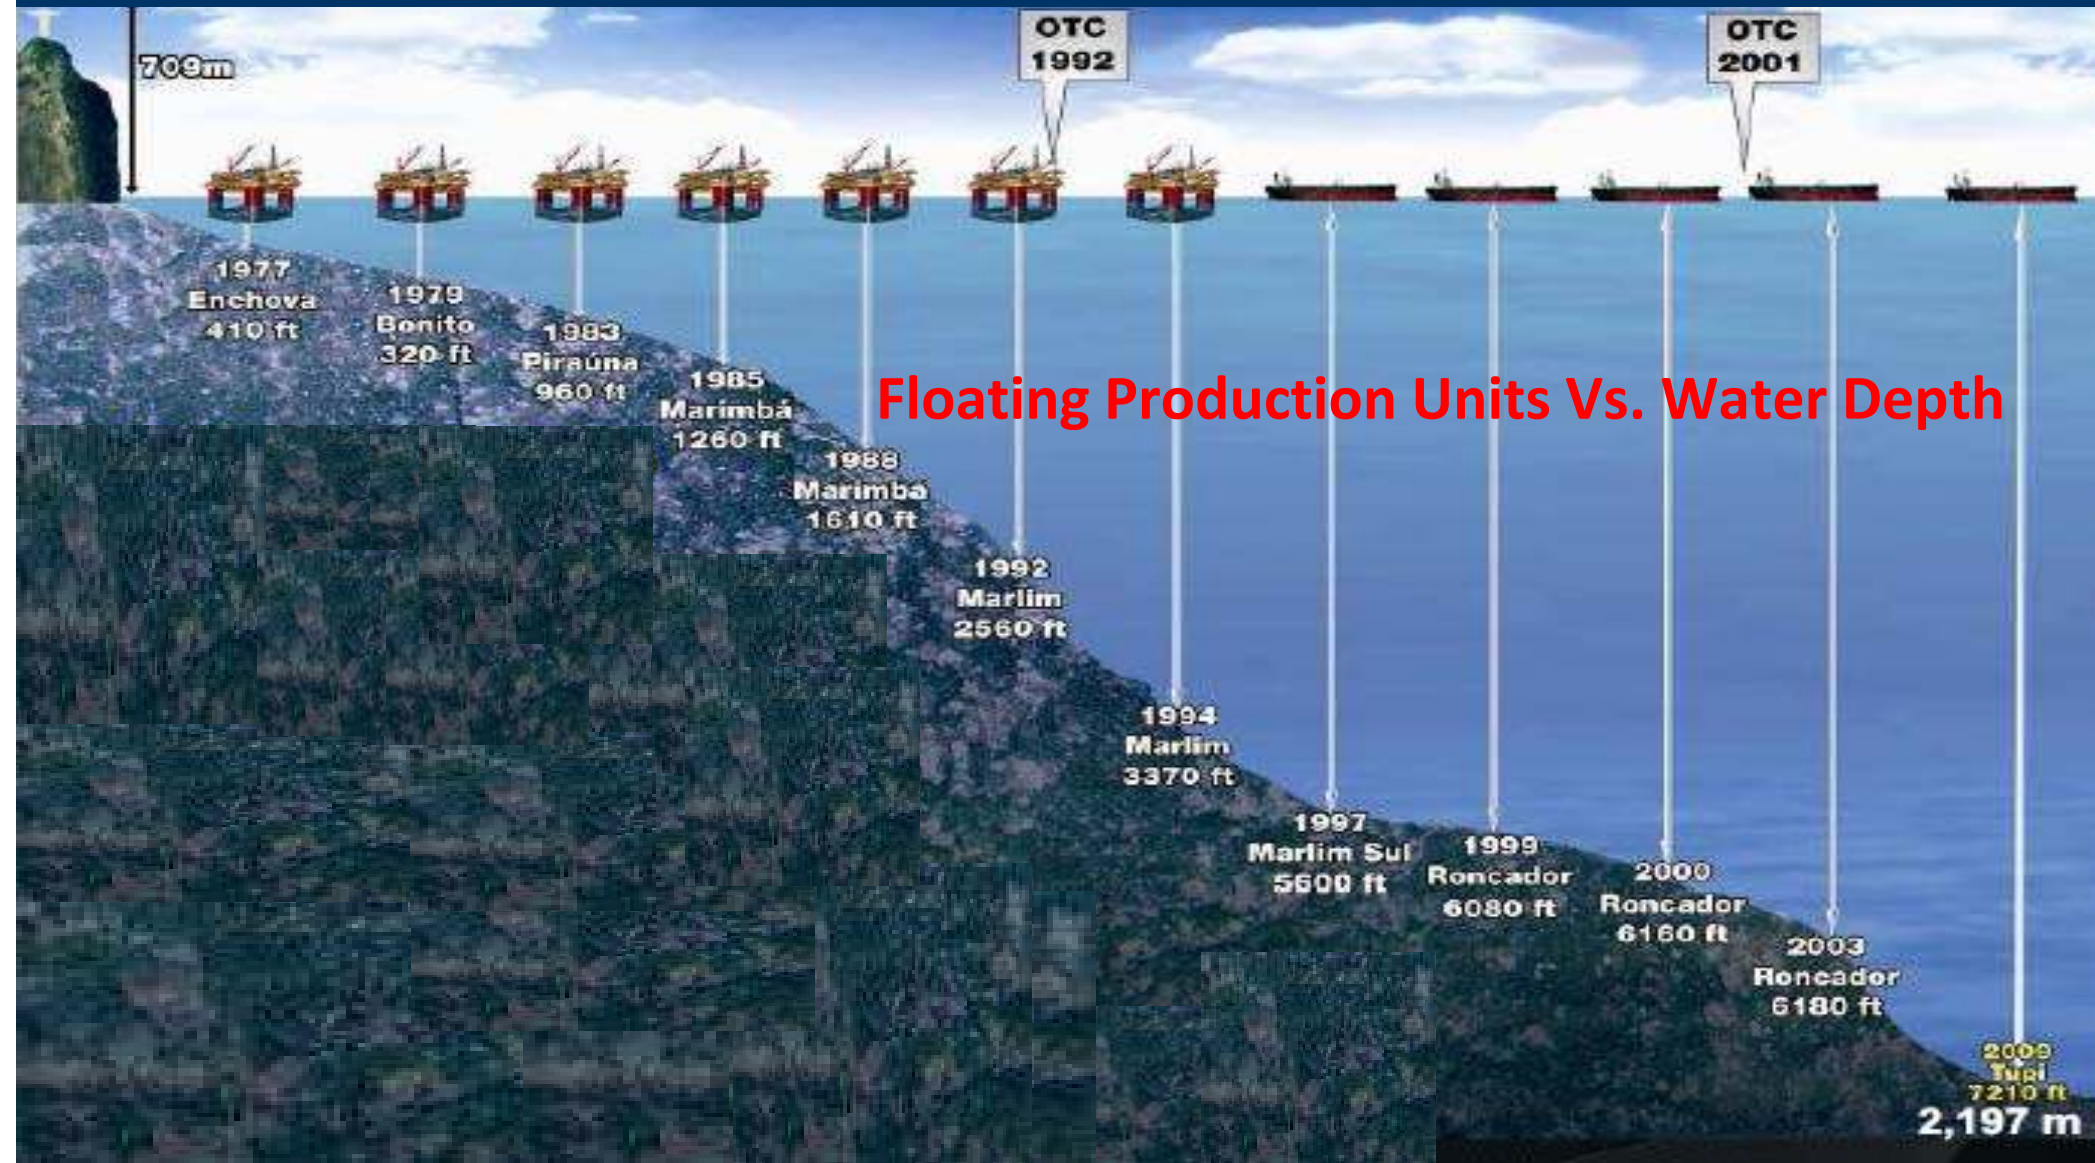 709m
OTC
1992
OTC
2001
1977
Enchova
410 ft
1979
Bonito
320 ft
1983
Piraúna
960 ft
1985
Marimbá
1260 ft
1988
Marimbá
1610 ft
Floating Production Units Vs. Water Depth
1992
Marlim
2560 ft
1994
Marlim
3370 ft
1997
Marlim Sul
5600 ft
1999
Roncador
6080 ft
2000
Roncador
6160 ft
2003
Roncador
6180 ft
2009
Tupi
7210 ft
2,197 m